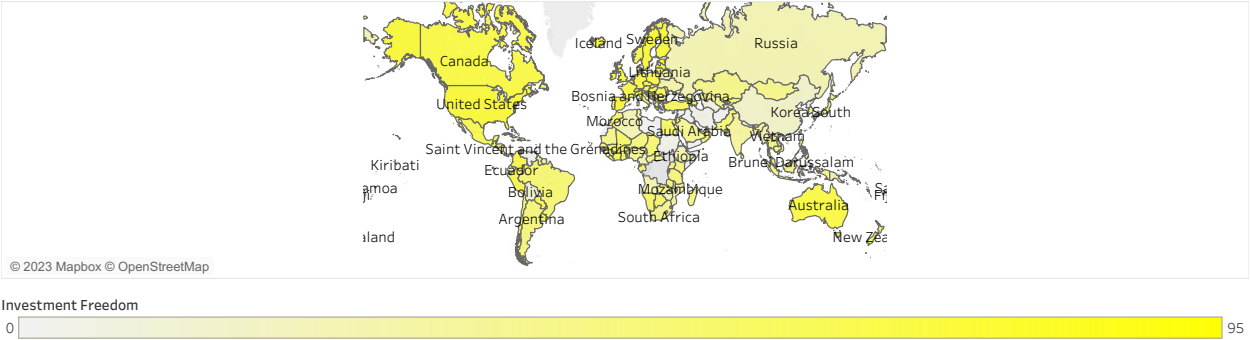 Iceland
Sweden
Russia
Canada
Lithuania
United States
Bosnia and Herzegovina
Korea South
Morocco
Saudi Arabia
Vietnam
Saint Vincent and the Grenadines
Ethiopia
Brunei Darussalam
Kiribati
Ecuador
amoa
Bolivia
Mozambique
Australia
Argentina
South Africa
aland
New Zea
© 2023 Mapbox © OpenStreetMap
Investment Freedom
0 95